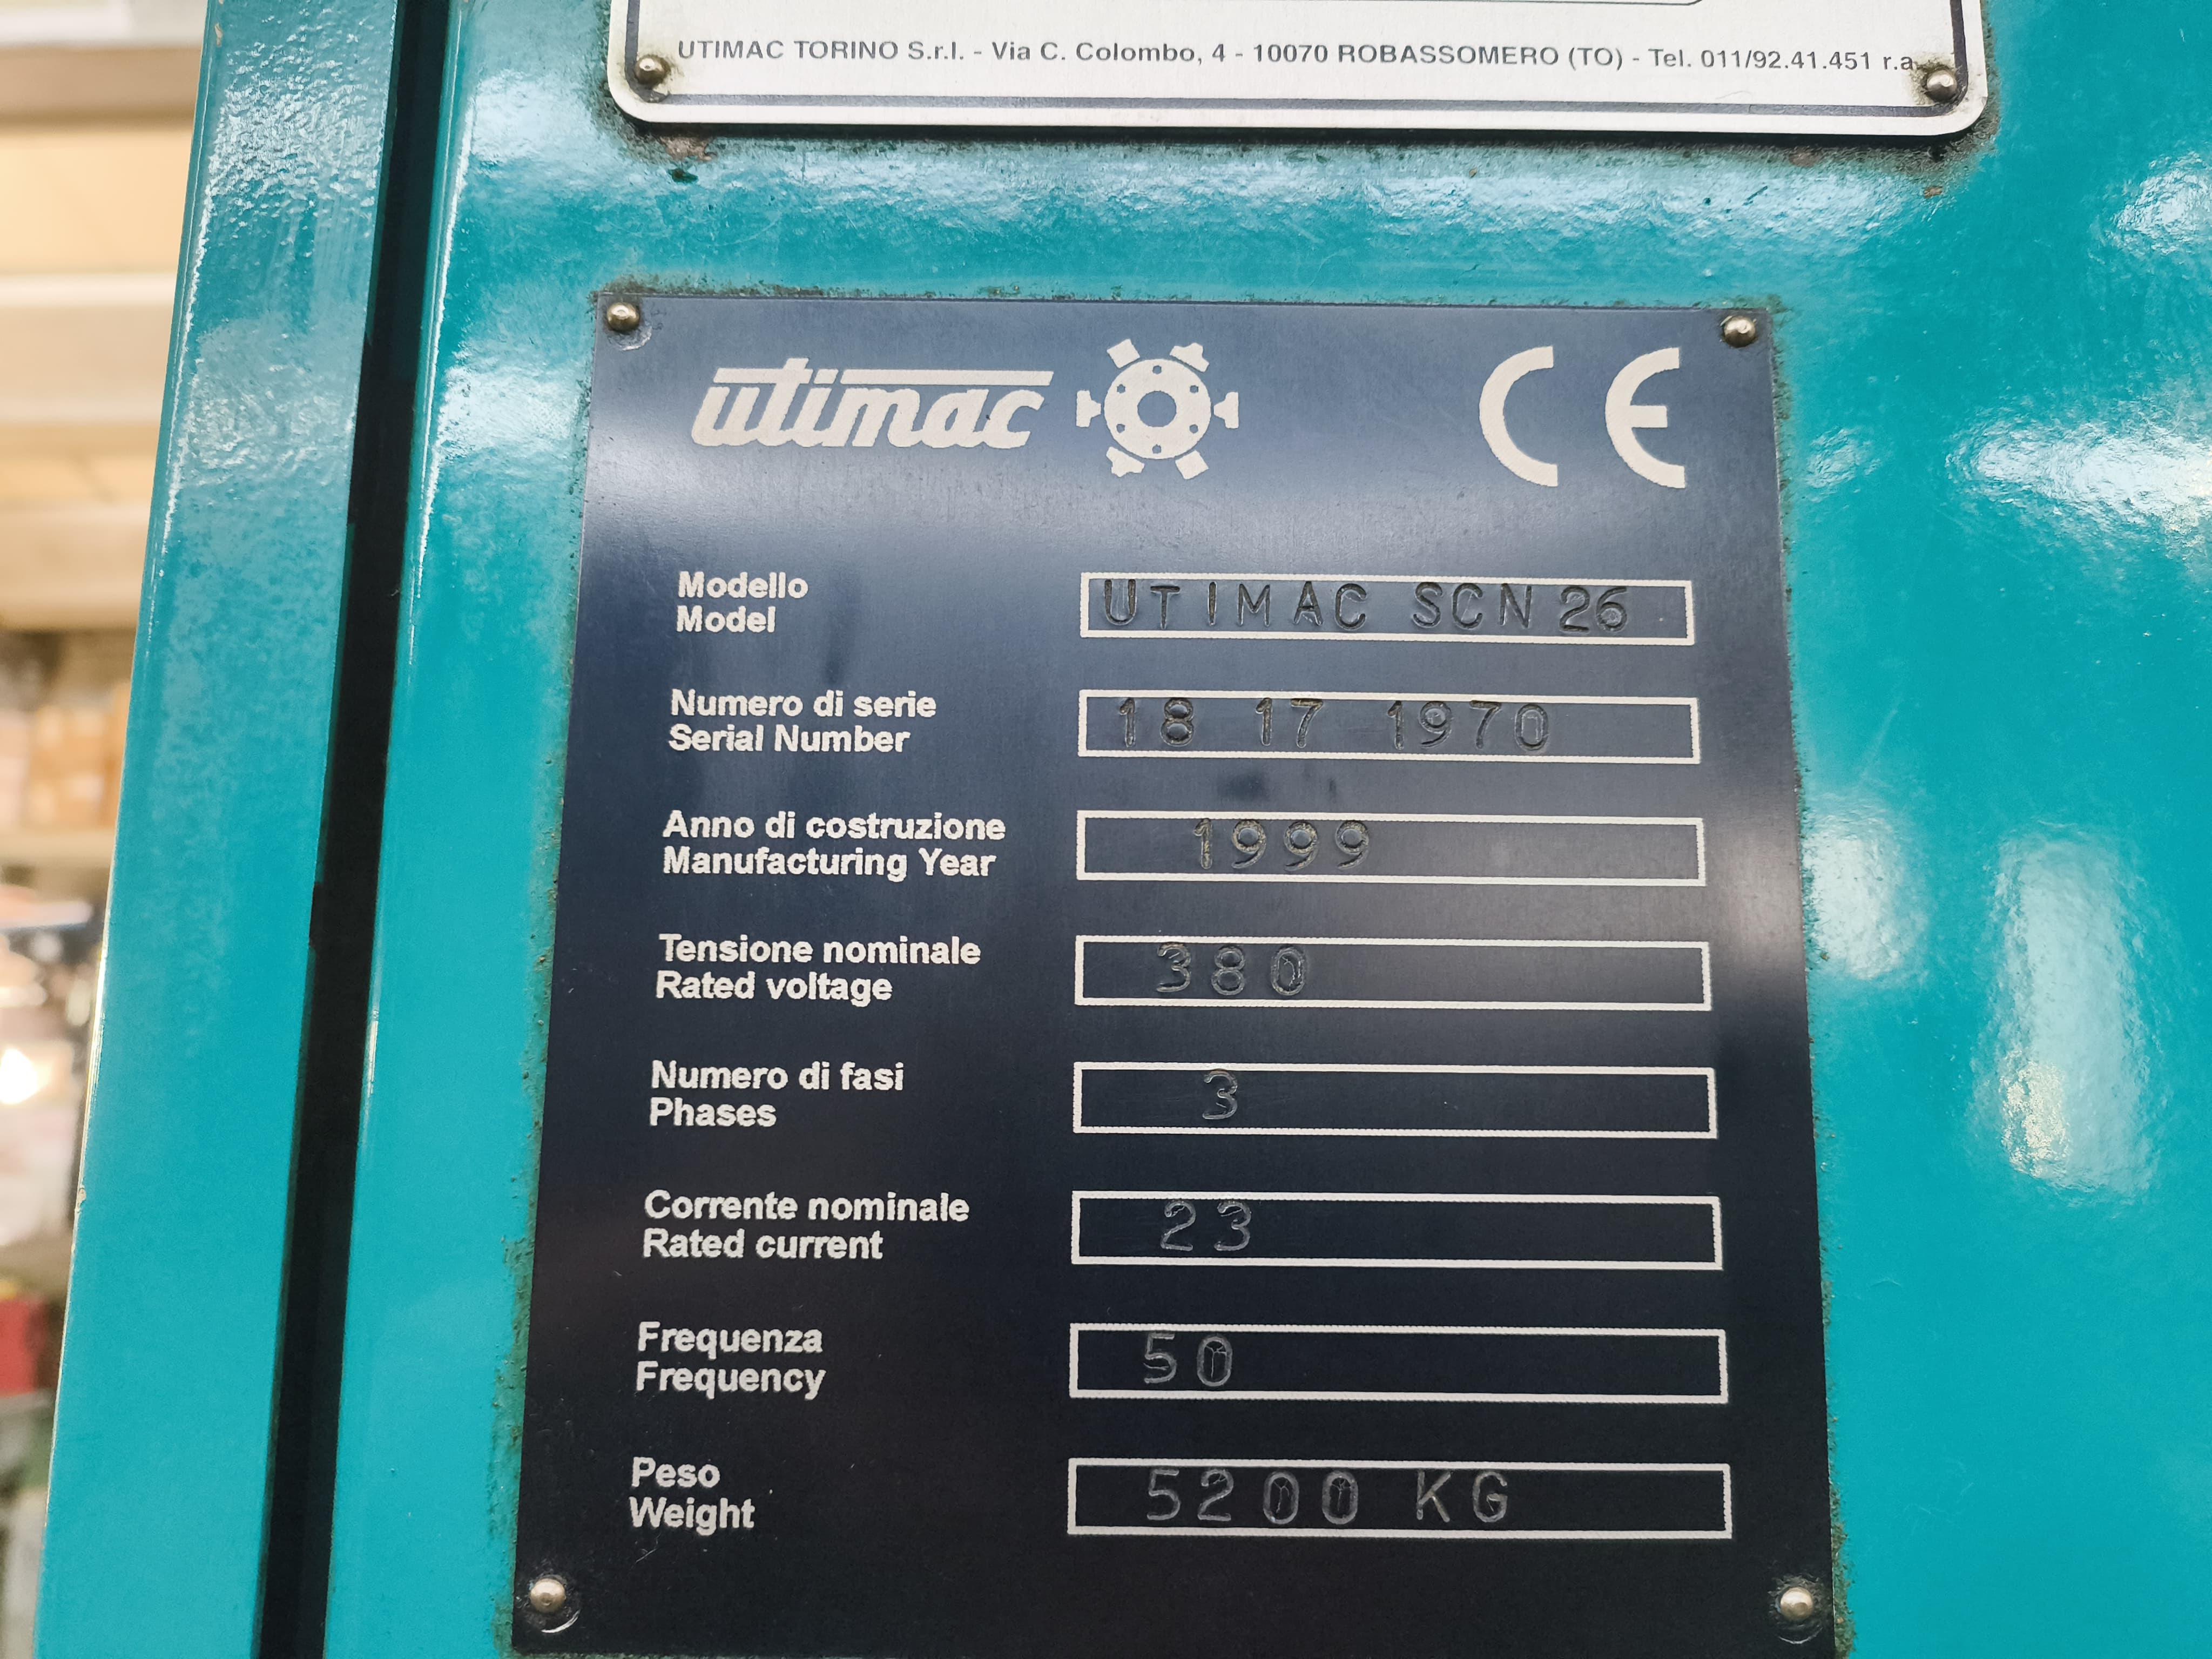 UTIMAC TORINO S.r.l. - Via C. Colombo, 4 - 10070 ROBASSOMERO (TO) - Tel. 011/92.41.451 r.a.
utimac CE
Modello
Model
UTIMAC SCN 26
Numero di serie
Serial Number
18 17 1970
Anno di costruzione
Manufacturing Year
1999
Tensione nominale
Rated voltage
380
Numero di fasi
Phases
3
Corrente nominale
Rated current
23
Frequenza
Frequency
50
Peso
Weight
5200 KG